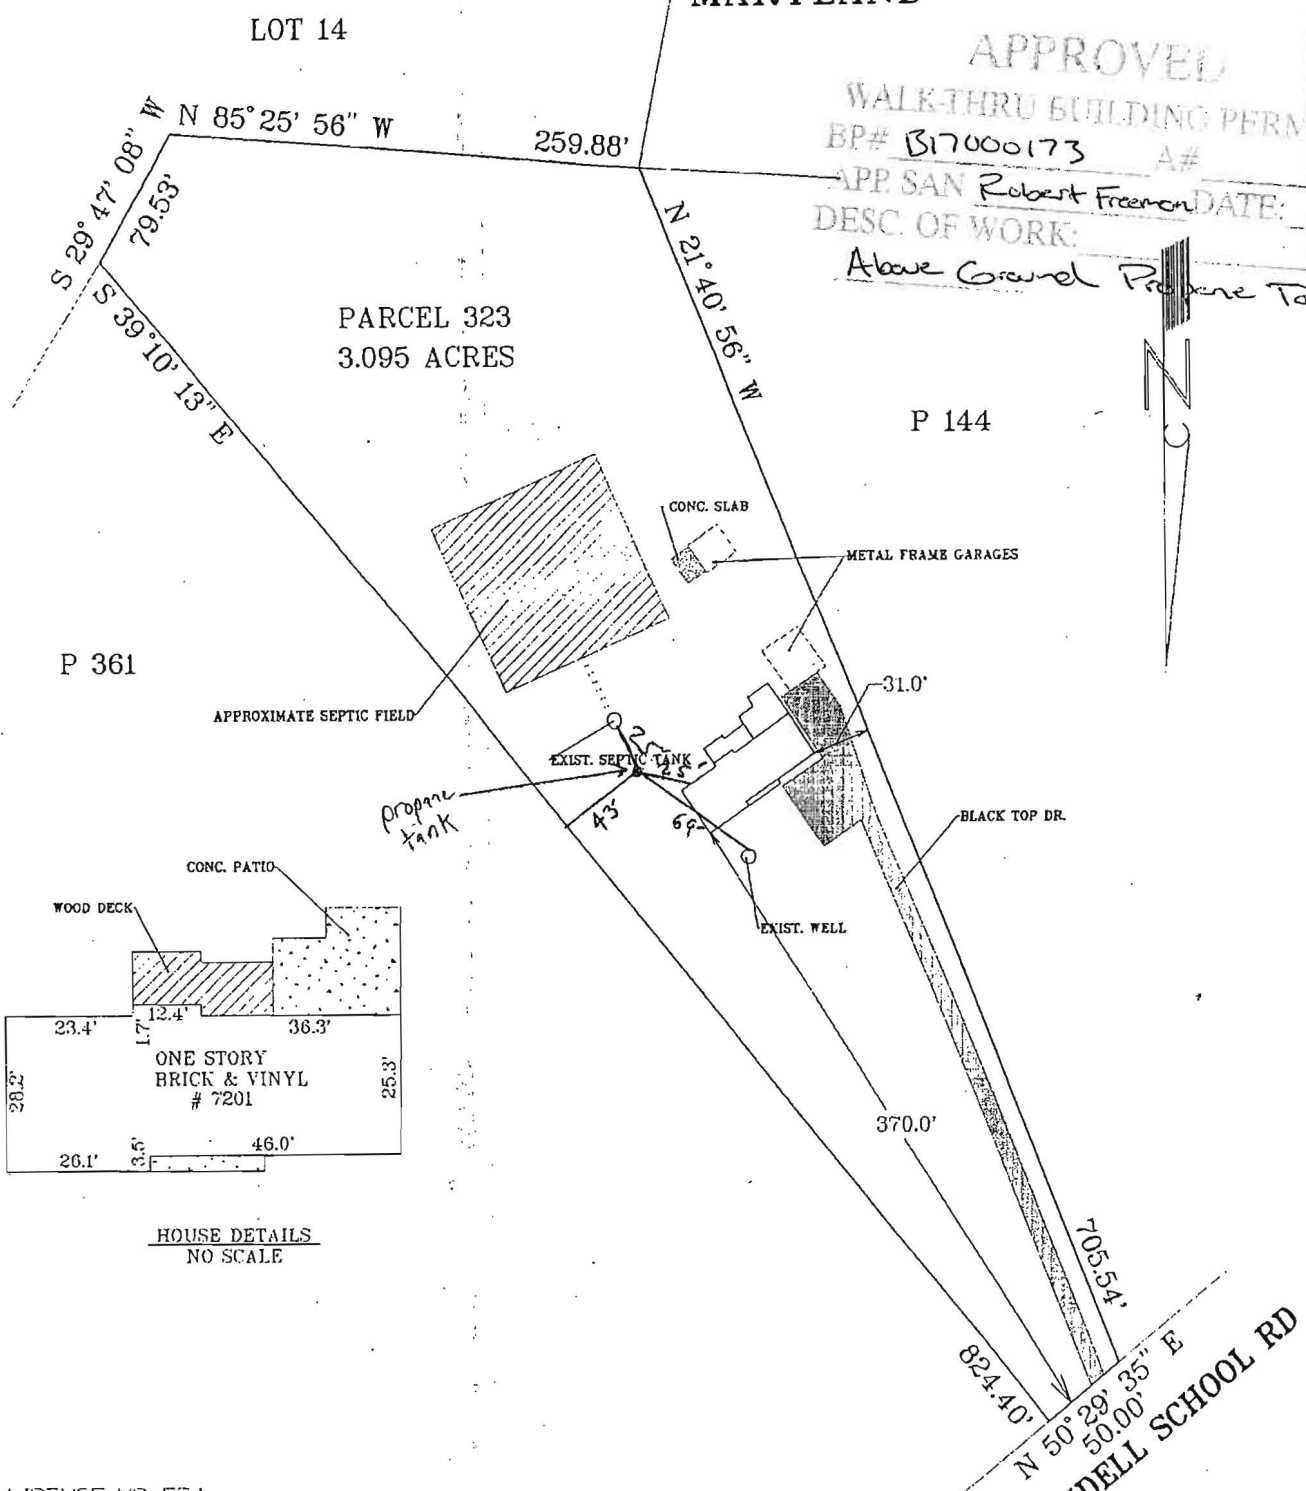 LOT 14
APPROVED
WALK-THRU BUILDING PERM
BP# B17000173 A#
APP. SAN Robert Freeman DATE:
DESC. OF WORK:
Above Ground Propane Ta
N 85° 25' 56" W
259.88'
S 29° 47' 08" W
79.53'
S 39° 10' 13" E
N 21° 40' 56" W
PARCEL 323
3.095 ACRES
N
P 144
CONC. SLAB
METAL FRAME GARAGES
P 361
31.0'
APPROXIMATE SEPTIC FIELD
EXIST. SEPTIC TANK
25'
propane
tank
43'
BLACK TOP DR.
EXIST. WELL
CONC. PATIO
WOOD DECK
23.4'
12.4'
1.7'
36.3'
ONE STORY
BRICK & VINYL
# 7201
28.2'
25.3'
26.1'
3.5'
46.0'
HOUSE DETAILS
NO SCALE
370.0'
705.54'
824.40'
N 50° 29' 35" E
50.00'
DELL SCHOOL RD